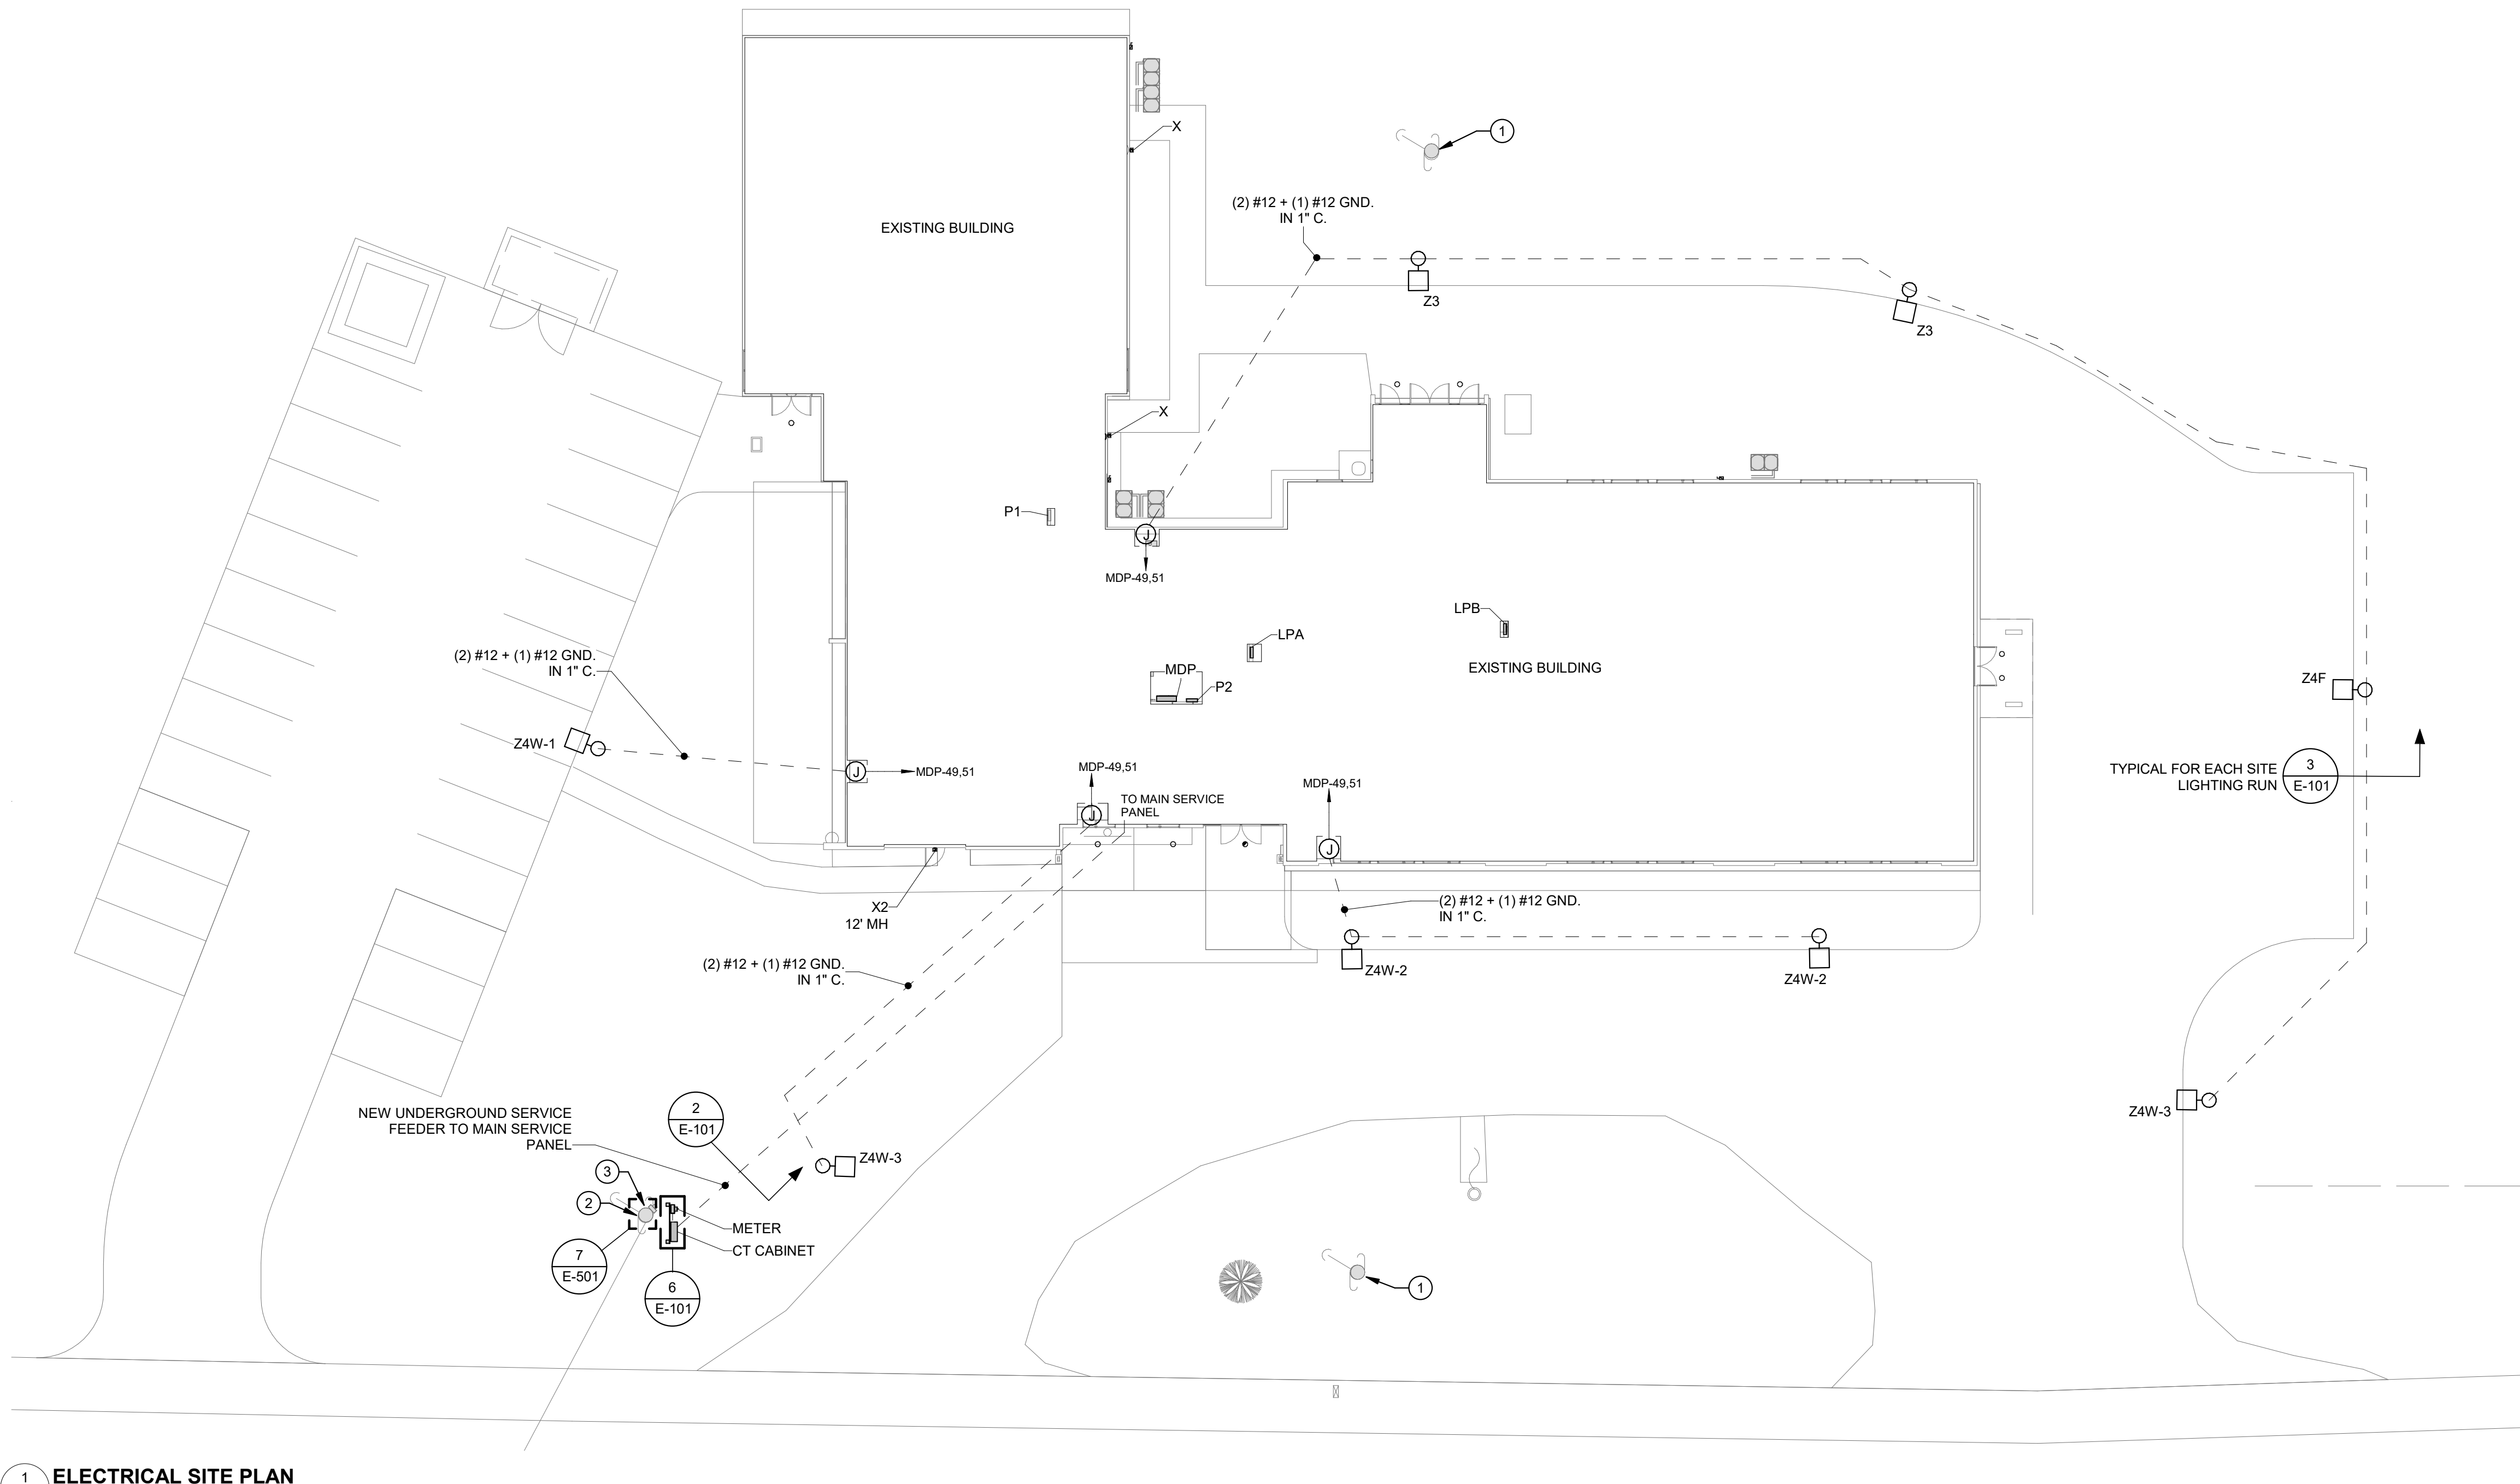 X
1
(2) #12 + (1) #12 GND.
IN 1" C.
EXISTING BUILDING
Z3
Z3
X
P1
J
MDP-49,51
LPB
LPA
(2) #12 + (1) #12 GND.
IN 1" C.
EXISTING BUILDING
MDP
P2
Z4F
Z4W-1
J
MDP-49,51
MDP-49,51
MDP-49,51
3
E-101
TYPICAL FOR EACH SITE
LIGHTING RUN
TO MAIN SERVICE
PANEL
J
J
X2
12' MH
(2) #12 + (1) #12 GND.
IN 1" C.
(2) #12 + (1) #12 GND.
IN 1" C.
Z4W-2
Z4W-2
NEW UNDERGROUND SERVICE
FEEDER TO MAIN SERVICE
PANEL
2
E-101
Z4W-3
Z4W-3
3
2
METER
CT CABINET
7
E-501
6
E-101
1
1
ELECTRICAL SITE PLAN